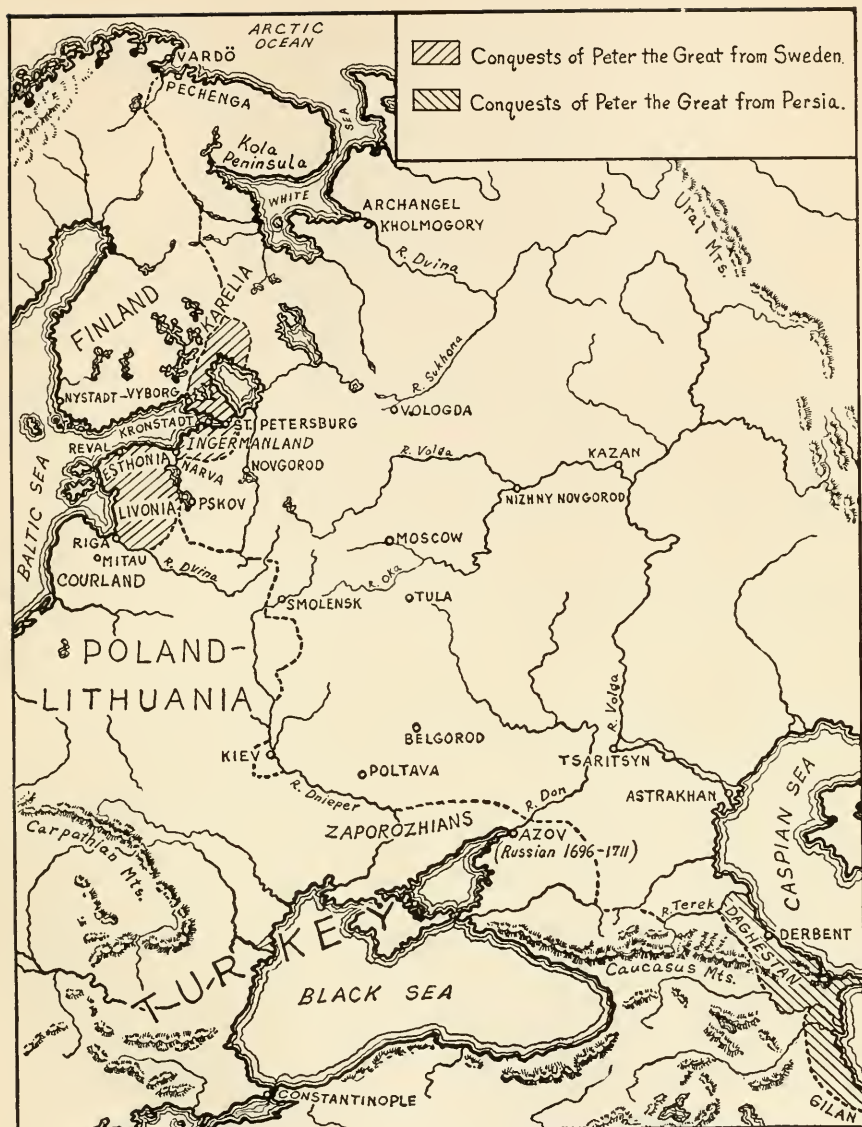 ARCTIC
OCEAN
Conquests of Peter the Great from Sweden.
Conquests of Peter the Great from Persia.
VARDÖ
PECHENGA
Kola
Peninsula
WHITE SEA
ARCHANGEL
KHOLMOGORY
R. Dvina
Ural Mts.
FINLAND
KARELIA
R. Sukhona
NYSTADT
VYBORG
VOLOGDA
KRONSTADT
ST. PETERSBURG
INGERMANLAND
REVAL
ESTHONIA
NARVA
NOVGOROD
R. Volga
KAZAN
NIZHNY NOVGOROD
BALTIC SEA
LIVONIA
PSKOV
RIGA
MITAU
R. Dvina
MOSCOW
COURLAND
R. Oka
SMOLENSK
TULA
POLAND-
LITHUANIA
R. Volga
BELGOROD
KIEV
POLTAVA
TSARITSYN
R. Dnieper
R. Don
ASTRAKHAN
CASPIAN SEA
Carpathian Mts.
ZAPOROZHIANS
AZOV
(Russian 1696-1711)
R. Terek
DAGHESTAN
DERBENT
TURKEY
Caucasus Mts.
BLACK SEA
CONSTANTINOPLE
GILAN